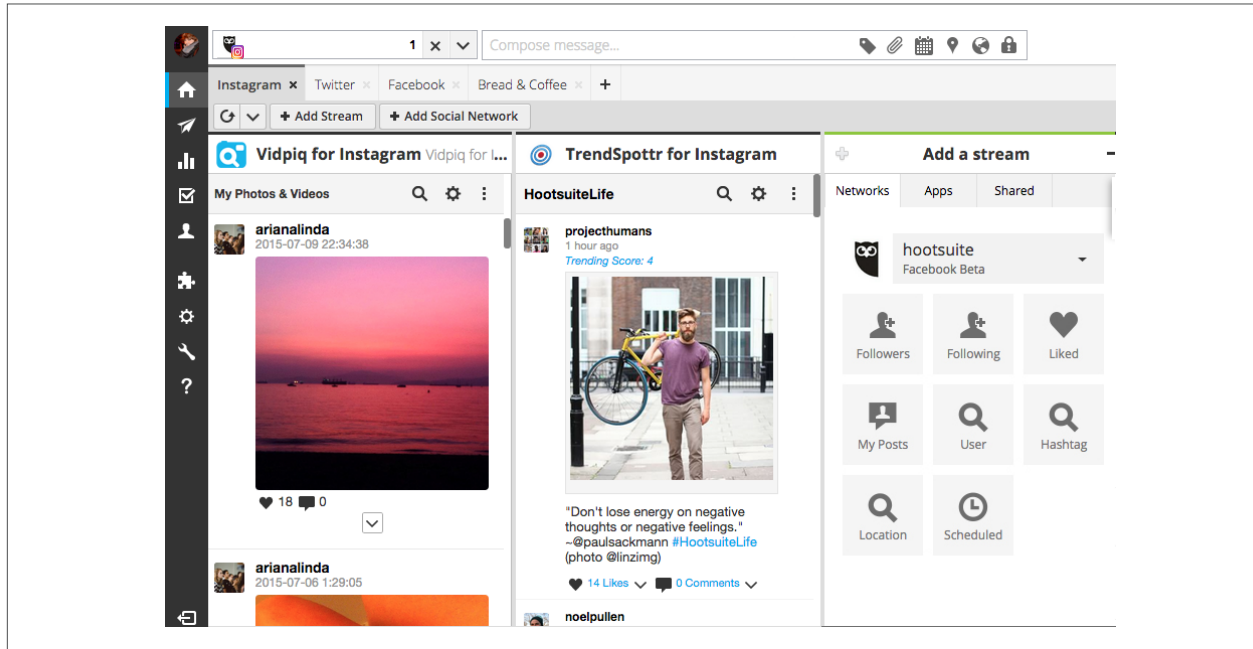 1
Compose message...
Instagram Twitter Facebook Bread & Coffee
Add Stream Add Social Network
Vidpiq for Instagram Vidpiq for I...
My Photos & Videos
arianalinda
2015-07-09 22:34:38
18 0
arianalinda
2015-07-06 1:29:05
TrendSpottr for Instagram
HootsuiteLife
projecthumans
1 hour ago
Trending Score: 4
"Don't lose energy on negative
thoughts or negative feelings."
~@paulsackmann #HootsuiteLife
(photo @linzimg)
14 Likes 0 Comments
noelpullen
Add a stream
Networks Apps Shared
hootsuite
Facebook Beta
Followers Following Liked
My Posts User Hashtag
Location Scheduled
?